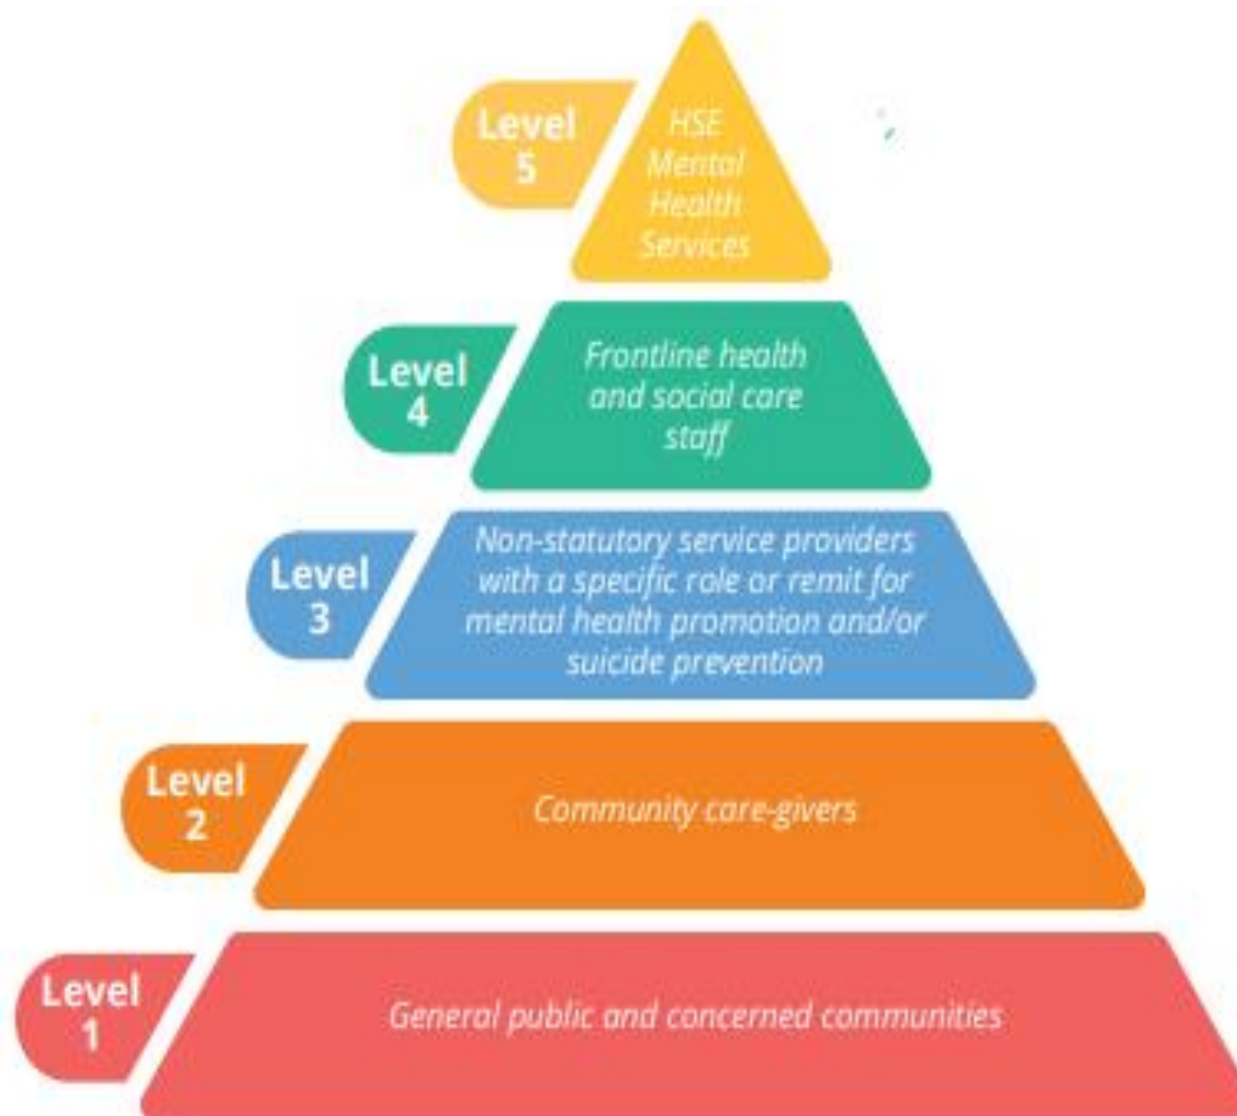 Level
5
HSE
Mental
Health
Services
Level
4
Frontline health
and social care
staff
Level
3
Non-statutory service providers
with a specific role or remit for
mental health promotion and/or
suicide prevention
Level
2
Community care-givers
Level
1
General public and concerned communities